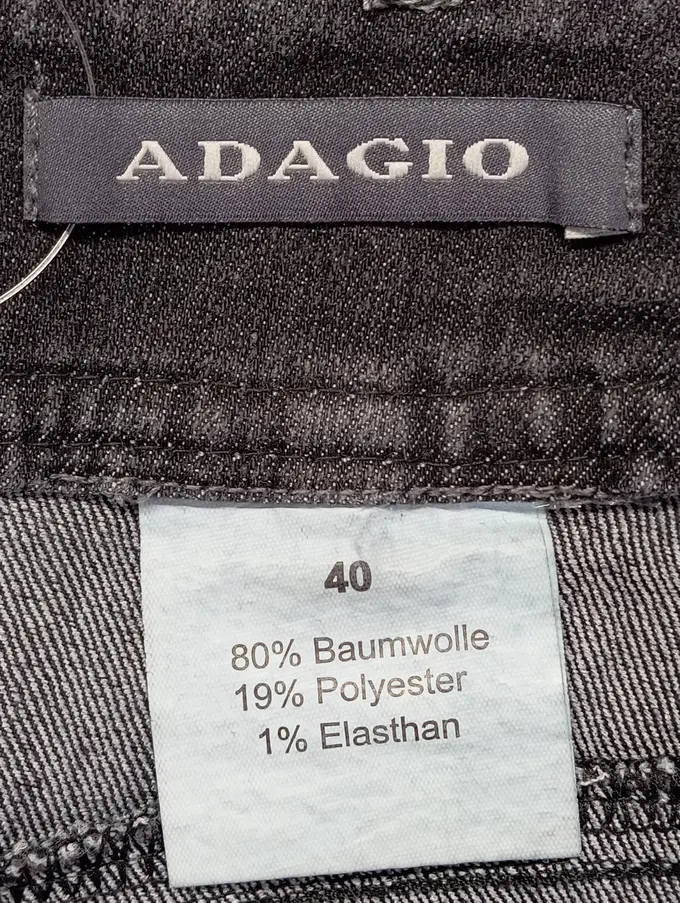 ADAGIO
40
80% Baumwolle
19% Polyester
1% Elasthan